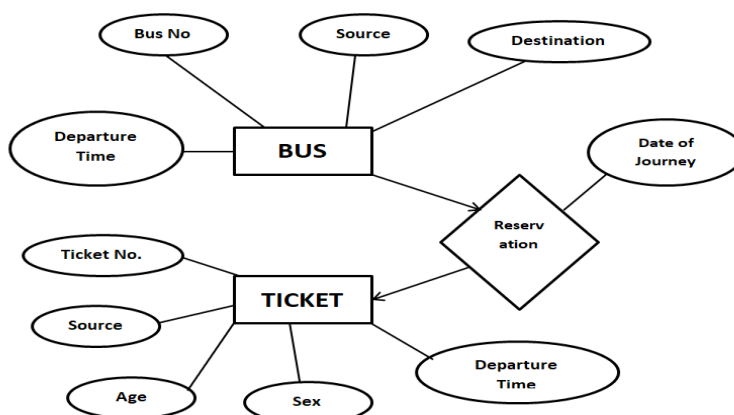 Bus No
Source
Destination
Departure
Time
BUS
Date of
Journey
Reserv
ation
Ticket No.
TICKET
Source
Departure
Time
Age
Sex